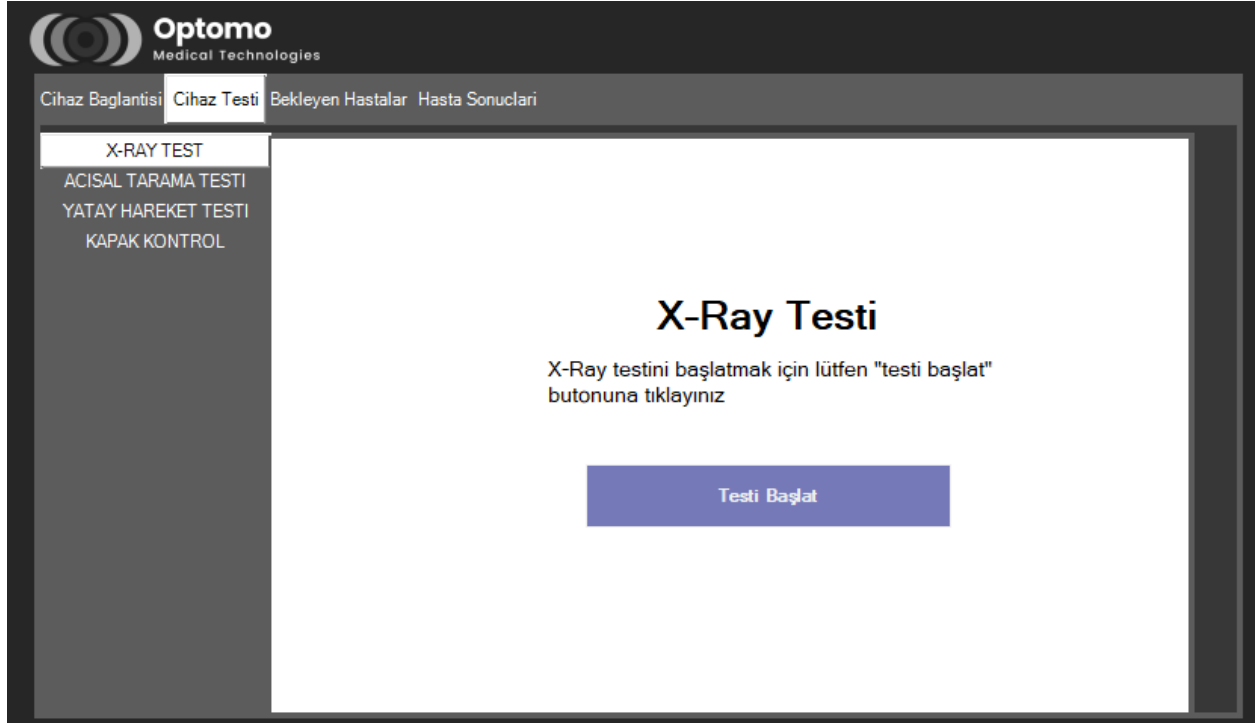 Optomo
Medical Technologies
Cihaz Baglantisi Cihaz Testi Bekleyen Hastalar Hasta Sonuclari
X-RAY TEST
ACISAL TARAMA TESTI
YATAY HAREKET TESTI
KAPAK KONTROL
X-Ray Testi
X-Ray testini başlatmak için lütfen "testi başlat"
butonuna tıklayınız
Testi Başlat